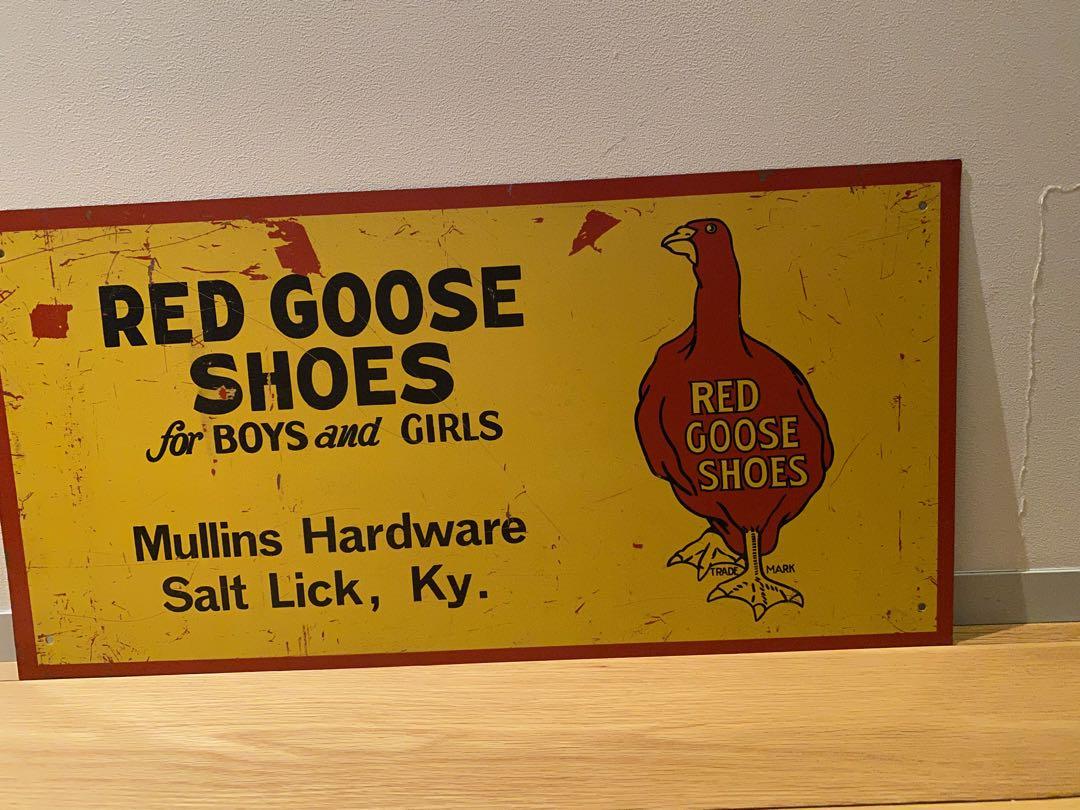 RED GOOSE
SHOES
for BOYS and GIRLS
Mullins Hardware
Salt Lick, Ky.
RED
GOOSE
SHOES
TRADE MARK